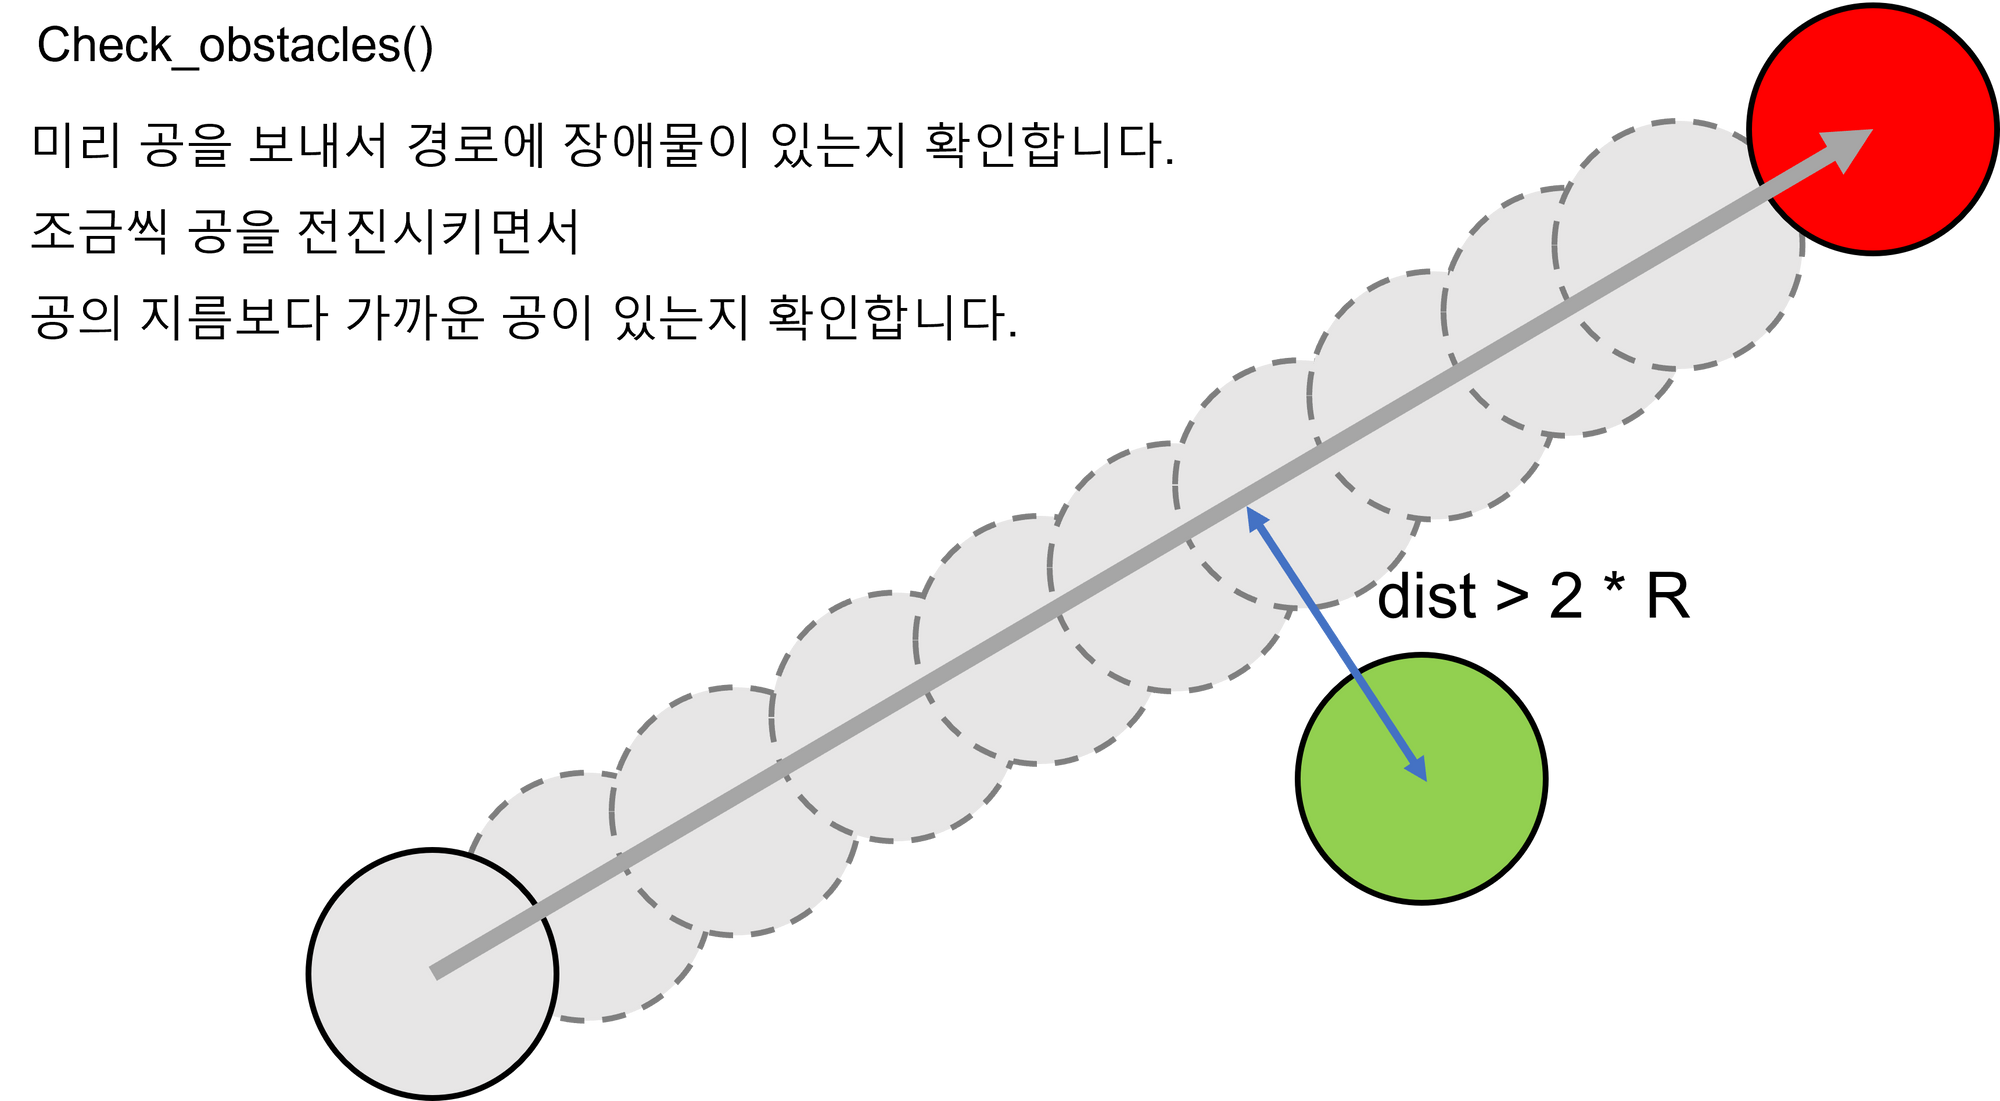 Check_obstacles()
미리 공을 보내서 경로에 장애물이 있는지 확인합니다.
조금씩 공을 전진시키면서
공의 지름보다 가까운 공이 있는지 확인합니다.
dist > 2 * R